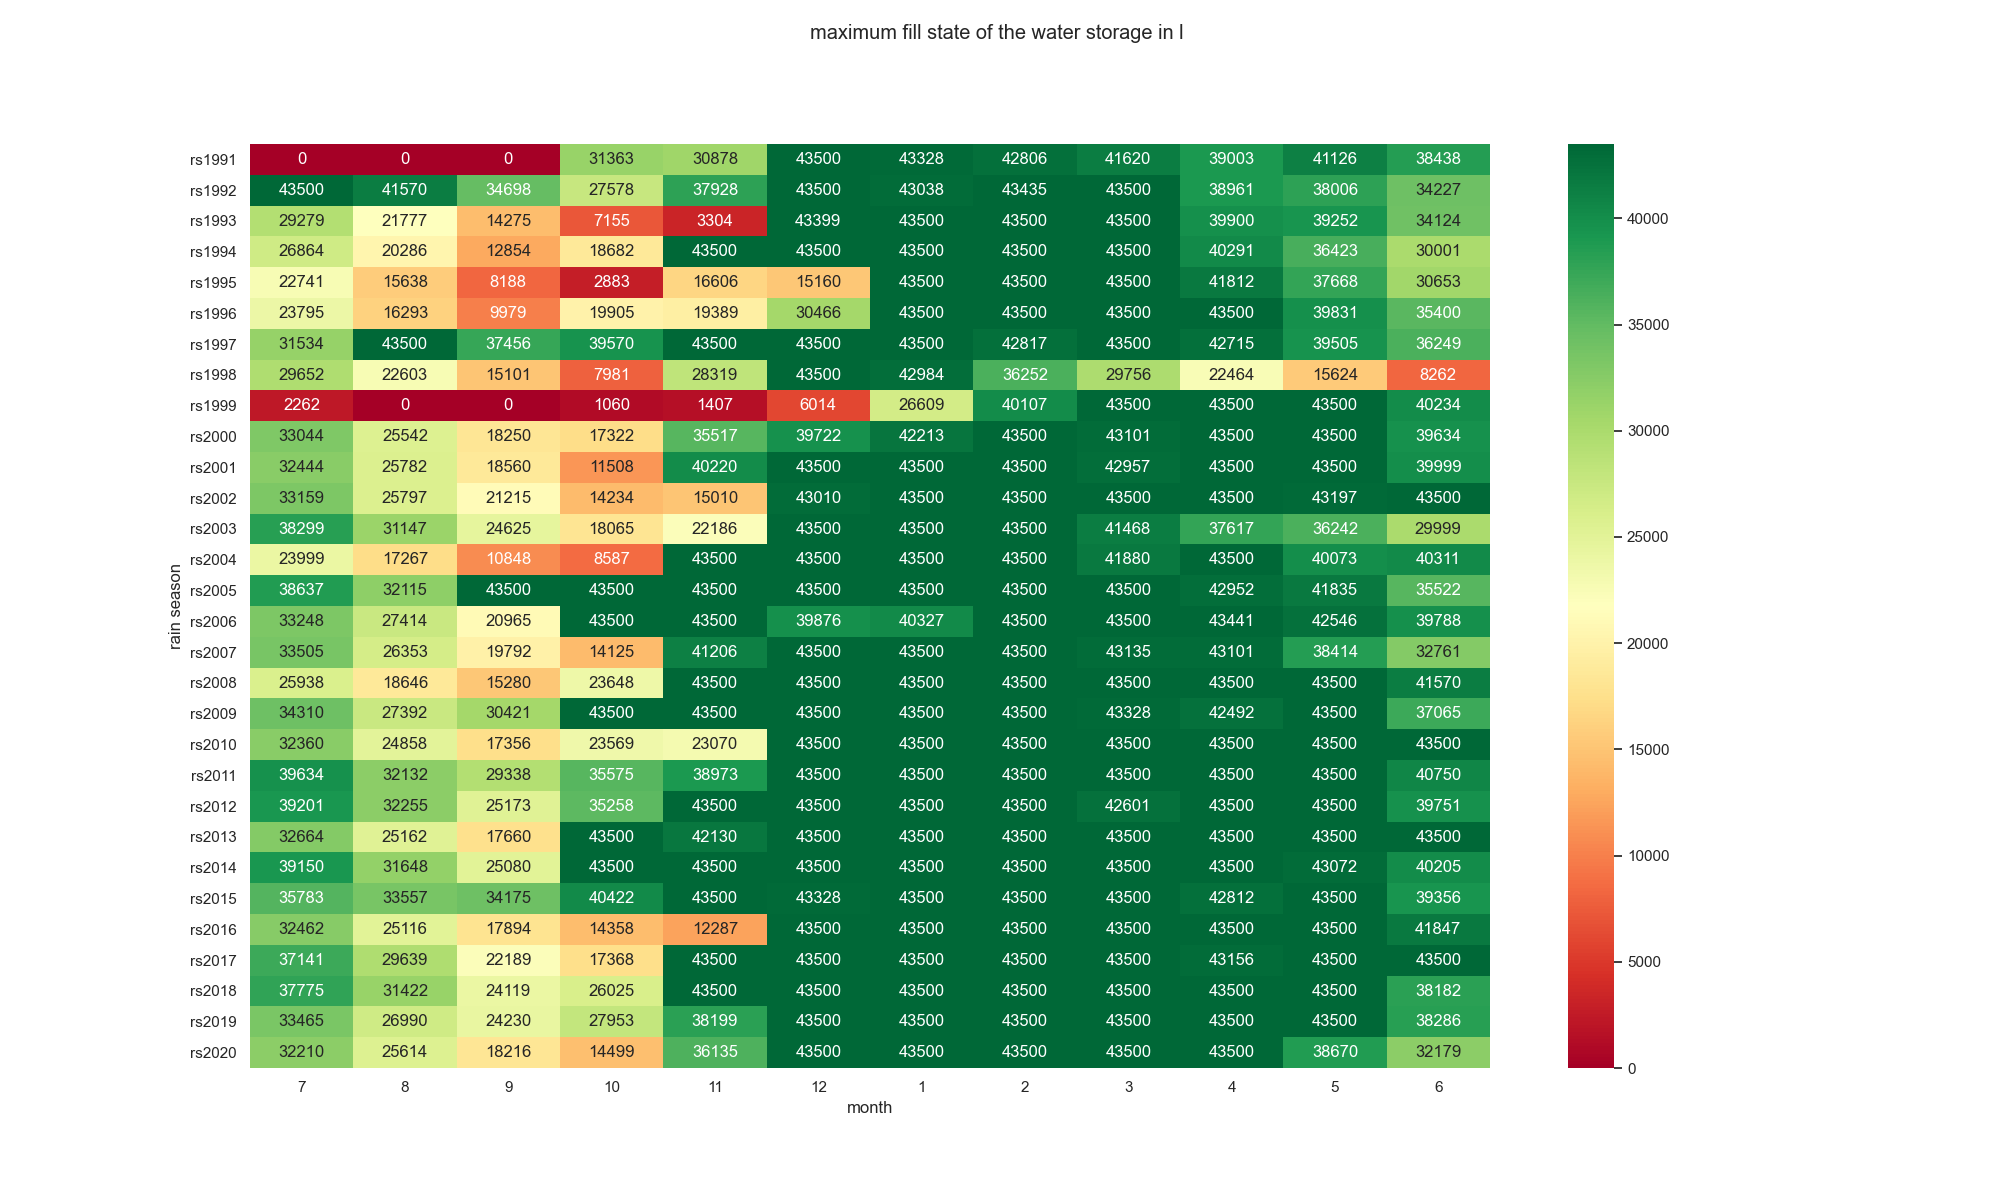 maximum fill state of the water storage in l
rs1991 0 0 0 31363 30878 43500 43328 42806 41620 39003 41126 38438
rs1992 43500 41570 34698 27578 37928 43500 43038 43435 43500 38961 38006 34227
rs1993 29279 21777 14275 7155 3304 43399 43500 43500 43500 39900 39252 34124
rs1994 26864 20286 12854 18682 43500 43500 43500 43500 43500 40291 36423 30001
rs1995 22741 15638 8188 2883 16606 15160 43500 43500 43500 41812 37668 30653
rs1996 23795 16293 9979 19905 19389 30466 43500 43500 43500 43500 39831 35400
rs1997 31534 43500 37456 39570 43500 43500 43500 42817 43500 42715 39505 36249
rs1998 29652 22603 15101 7981 28319 43500 42984 36252 29756 22464 15624 8262
rs1999 2262 0 0 1060 1407 6014 26609 40107 43500 43500 43500 40234
rs2000 33044 25542 18250 17322 35517 39722 42213 43500 43101 43500 43500 39634
rs2001 32444 25782 18560 11508 40220 43500 43500 43500 42957 43500 43500 39999
rs2002 33159 25797 21215 14234 15010 43010 43500 43500 43500 43500 43197 43500
rs2003 38299 31147 24625 18065 22186 43500 43500 43500 41468 37617 36242 29999
rs2004 23999 17267 10848 8587 43500 43500 43500 43500 41880 43500 40073 40311
rs2005 38637 32115 43500 43500 43500 43500 43500 43500 43500 42952 41835 35522
rs2006 33248 27414 20965 43500 43500 39876 40327 43500 43500 43441 42546 39788
rs2007 33505 26353 19792 14125 41206 43500 43500 43500 43135 43101 38414 32761
rs2008 25938 18646 15280 23648 43500 43500 43500 43500 43500 43500 43500 41570
rs2009 34310 27392 30421 43500 43500 43500 43500 43500 43328 42492 43500 37065
rs2010 32360 24858 17356 23569 23070 43500 43500 43500 43500 43500 43500 43500
rs2011 39634 32132 29338 35575 38973 43500 43500 43500 43500 43500 43500 40750
rs2012 39201 32255 25173 35258 43500 43500 43500 43500 42601 43500 43500 39751
rs2013 32664 25162 17660 43500 42130 43500 43500 43500 43500 43500 43500 43500
rs2014 39150 31648 25080 43500 43500 43500 43500 43500 43500 43500 43072 40205
rs2015 35783 33557 34175 40422 43500 43328 43500 43500 43500 42812 43500 39356
rs2016 32462 25116 17894 14358 12287 43500 43500 43500 43500 43500 43500 41847
rs2017 37141 29639 22189 17368 43500 43500 43500 43500 43500 43156 43500 43500
rs2018 37775 31422 24119 26025 43500 43500 43500 43500 43500 43500 43500 38182
rs2019 33465 26990 24230 27953 38199 43500 43500 43500 43500 43500 43500 38286
rs2020 32210 25614 18216 14499 36135 43500 43500 43500 43500 43500 38670 32179
7 8 9 10 11 12 1 2 3 4 5 6
month
rain season
40000
35000
30000
25000
20000
15000
10000
5000
0